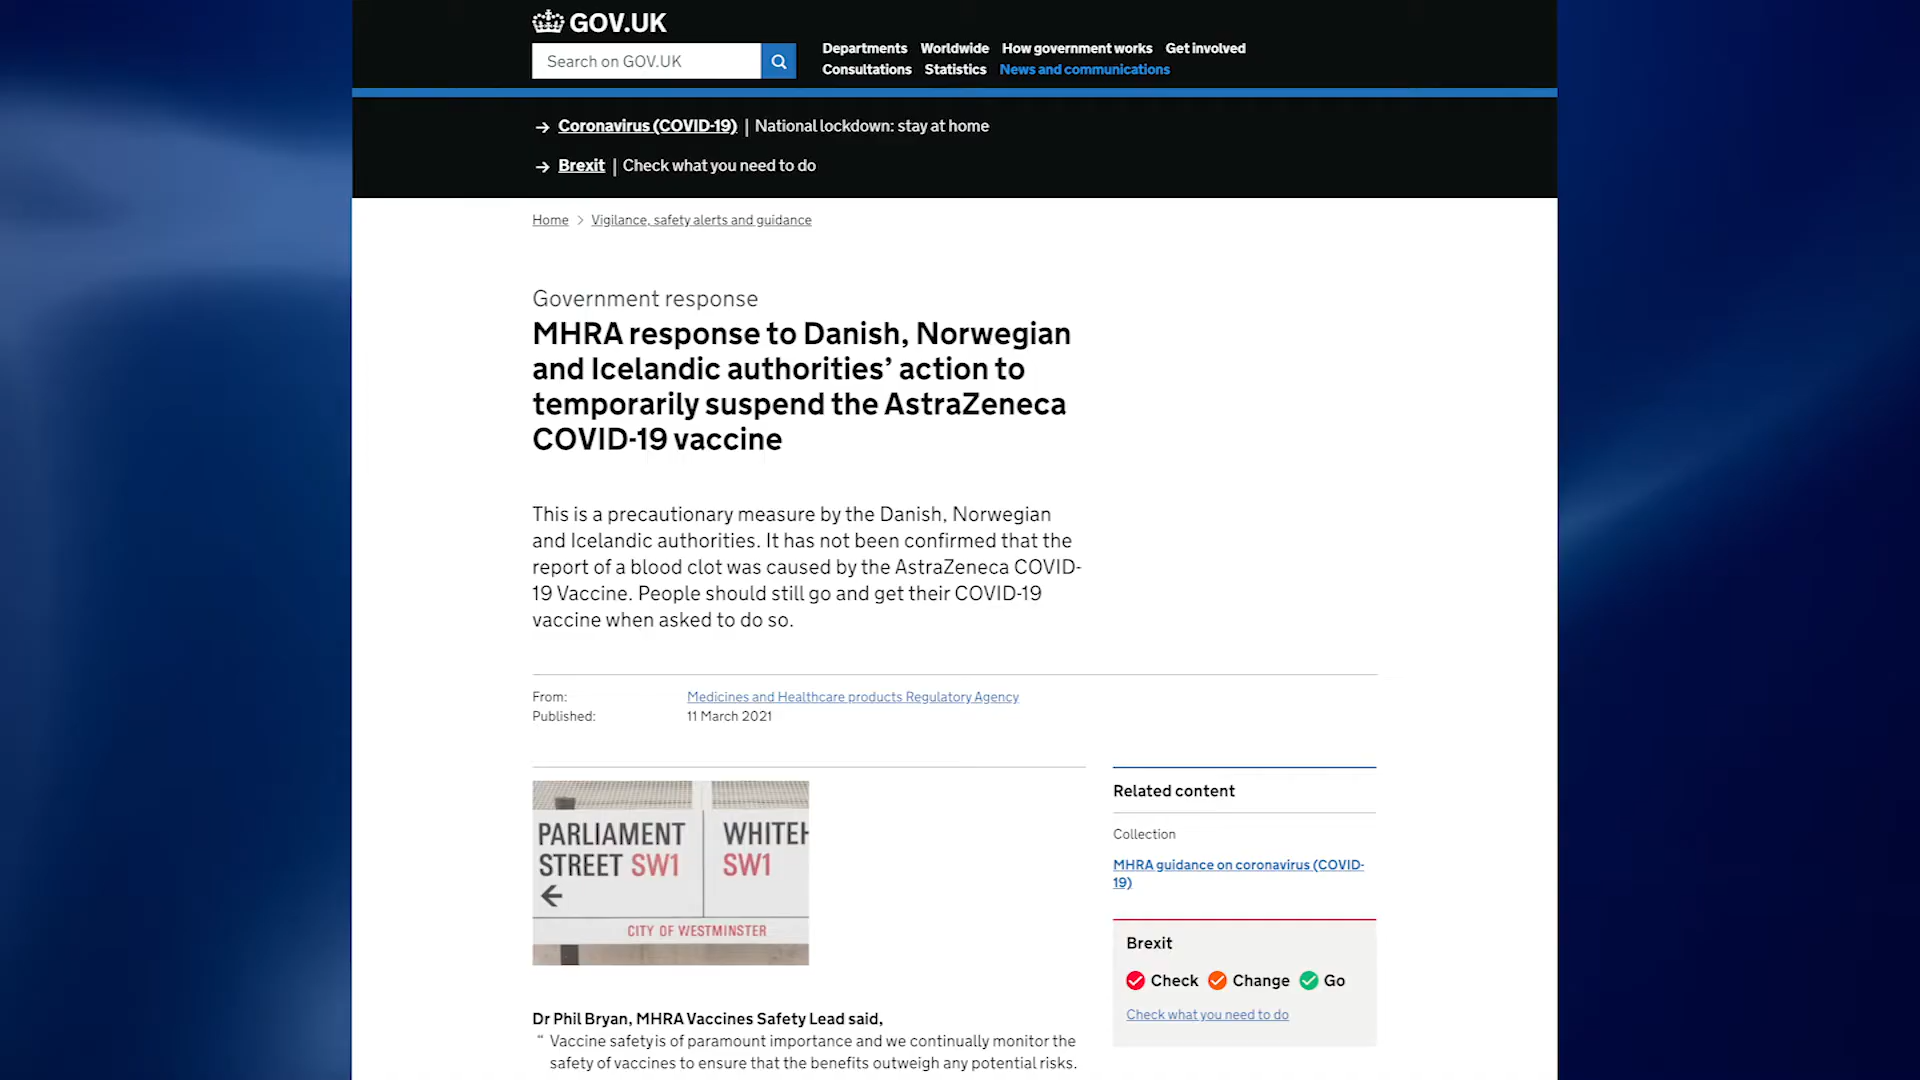 GOV.UK
Search on GOV.UK
Departments Worldwide How government works Get involved
Consultations Statistics News and communications
→ Coronavirus (COVID-19) | National lockdown: stay at home
→ Brexit | Check what you need to do
Home > Vigilance, safety alerts and guidance
Government response
MHRA response to Danish, Norwegian
and Icelandic authorities’ action to
temporarily suspend the AstraZeneca
COVID-19 vaccine
This is a precautionary measure by the Danish, Norwegian
and Icelandic authorities. It has not been confirmed that the
report of a blood clot was caused by the AstraZeneca COVID-
19 Vaccine. People should still go and get their COVID-19
vaccine when asked to do so.
From: Medicines and Healthcare products Regulatory Agency
Published: 11 March 2021
PARLIAMENT
STREET SW1
WHITEH
SW1
CITY OF WESTMINSTER
Dr Phil Bryan, MHRA Vaccines Safety Lead said,
“ Vaccine safety is of paramount importance and we continually monitor the
safety of vaccines to ensure that the benefits outweigh any potential risks.
Related content
Collection
MHRA guidance on coronavirus (COVID-
19)
Brexit
Check Change Go
Check what you need to do